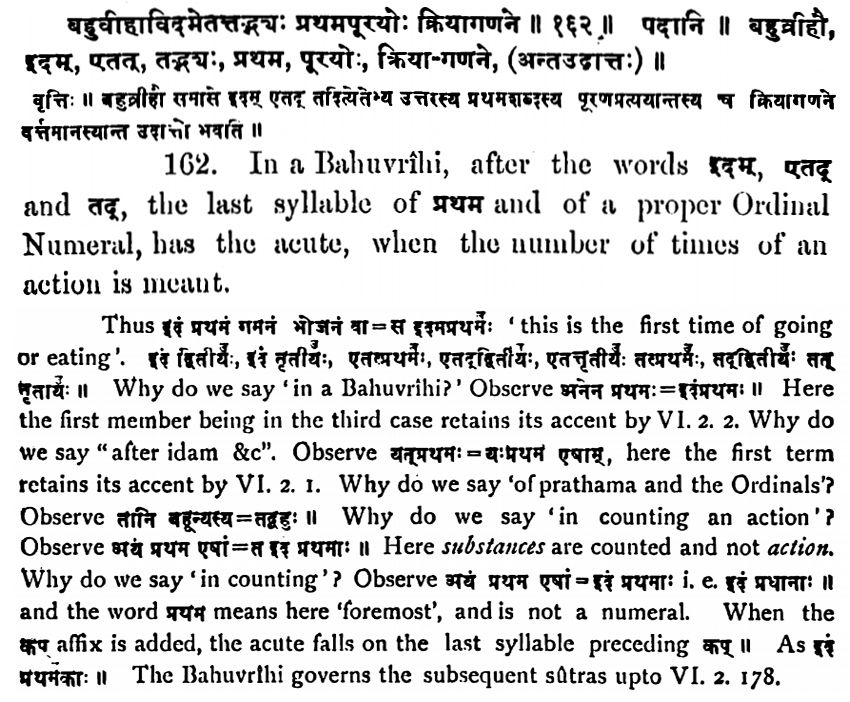 बहुवीहाविदमेतत्तद्भ्यः प्रथमपूरयोः क्रियागणने ॥ १६२ ॥ पदानि ॥ बहुव्रीहौ,
इदम्, एतत्, तद्भ्यः, प्रथम, पूरयोः, क्रिया-गणने, (अन्तउदात्तः) ॥
वृत्तिः ॥ बहुव्रीहौ समासे इदम् एतद् तदित्येतेभ्य उत्तरस्य प्रथमशब्दस्य पूरणप्रत्ययान्तस्य च क्रियागणने
वर्त्तमानस्यान्त उदात्तो भवति ॥
162. In a Bahuvrîhi, after the words इदम्, एतद्
and तद्, the last syllable of प्रथम and of a proper Ordinal
Numeral, has the acute, when the number of times of an
action is meant.
Thus इदं प्रथमं गमनं भोजनं वा=स इदमप्रथमः॑ 'this is the first time of going
or eating'. इदं द्वितीयः॑, इदं तृतीयः॑, एतत्प्रथमः॑, एतद्द्वितीयः॑, एतत्तृतीयः॑ तत्प्रथमः॑, तद्द्वितीयः॑ तत्
तृतीयः॑ ॥ Why do we say 'in a Bahuvrihi?' Observe अनेन प्रथमः=इदंप्रथमः ॥ Here
the first member being in the third case retains its accent by VI. 2. 2. Why do
we say "after idam &c". Observe यत्प्रथमः=यःप्रथम एषाम्, here the first term
retains its accent by VI. 2. 1. Why do we say 'of prathama and the Ordinals'?
Observe तानि बहून्यस्य=तद्बहुः ॥ Why do we say 'in counting an action'?
Observe अयं प्रथम एषां=त इदं प्रथमाः ॥ Here substances are counted and not action.
Why do we say 'in counting'? Observe अयं प्रथम एषां=इदं प्रथमाः i. e. इदं प्रधानाः ॥
and the word प्रथम means here 'foremost', and is not a numeral. When the
कप् affix is added, the acute falls on the last syllable preceding कप् ॥ As इदं
प्रथम॑काः ॥ The Bahuvrîhi governs the subsequent sûtras upto VI. 2. 178.